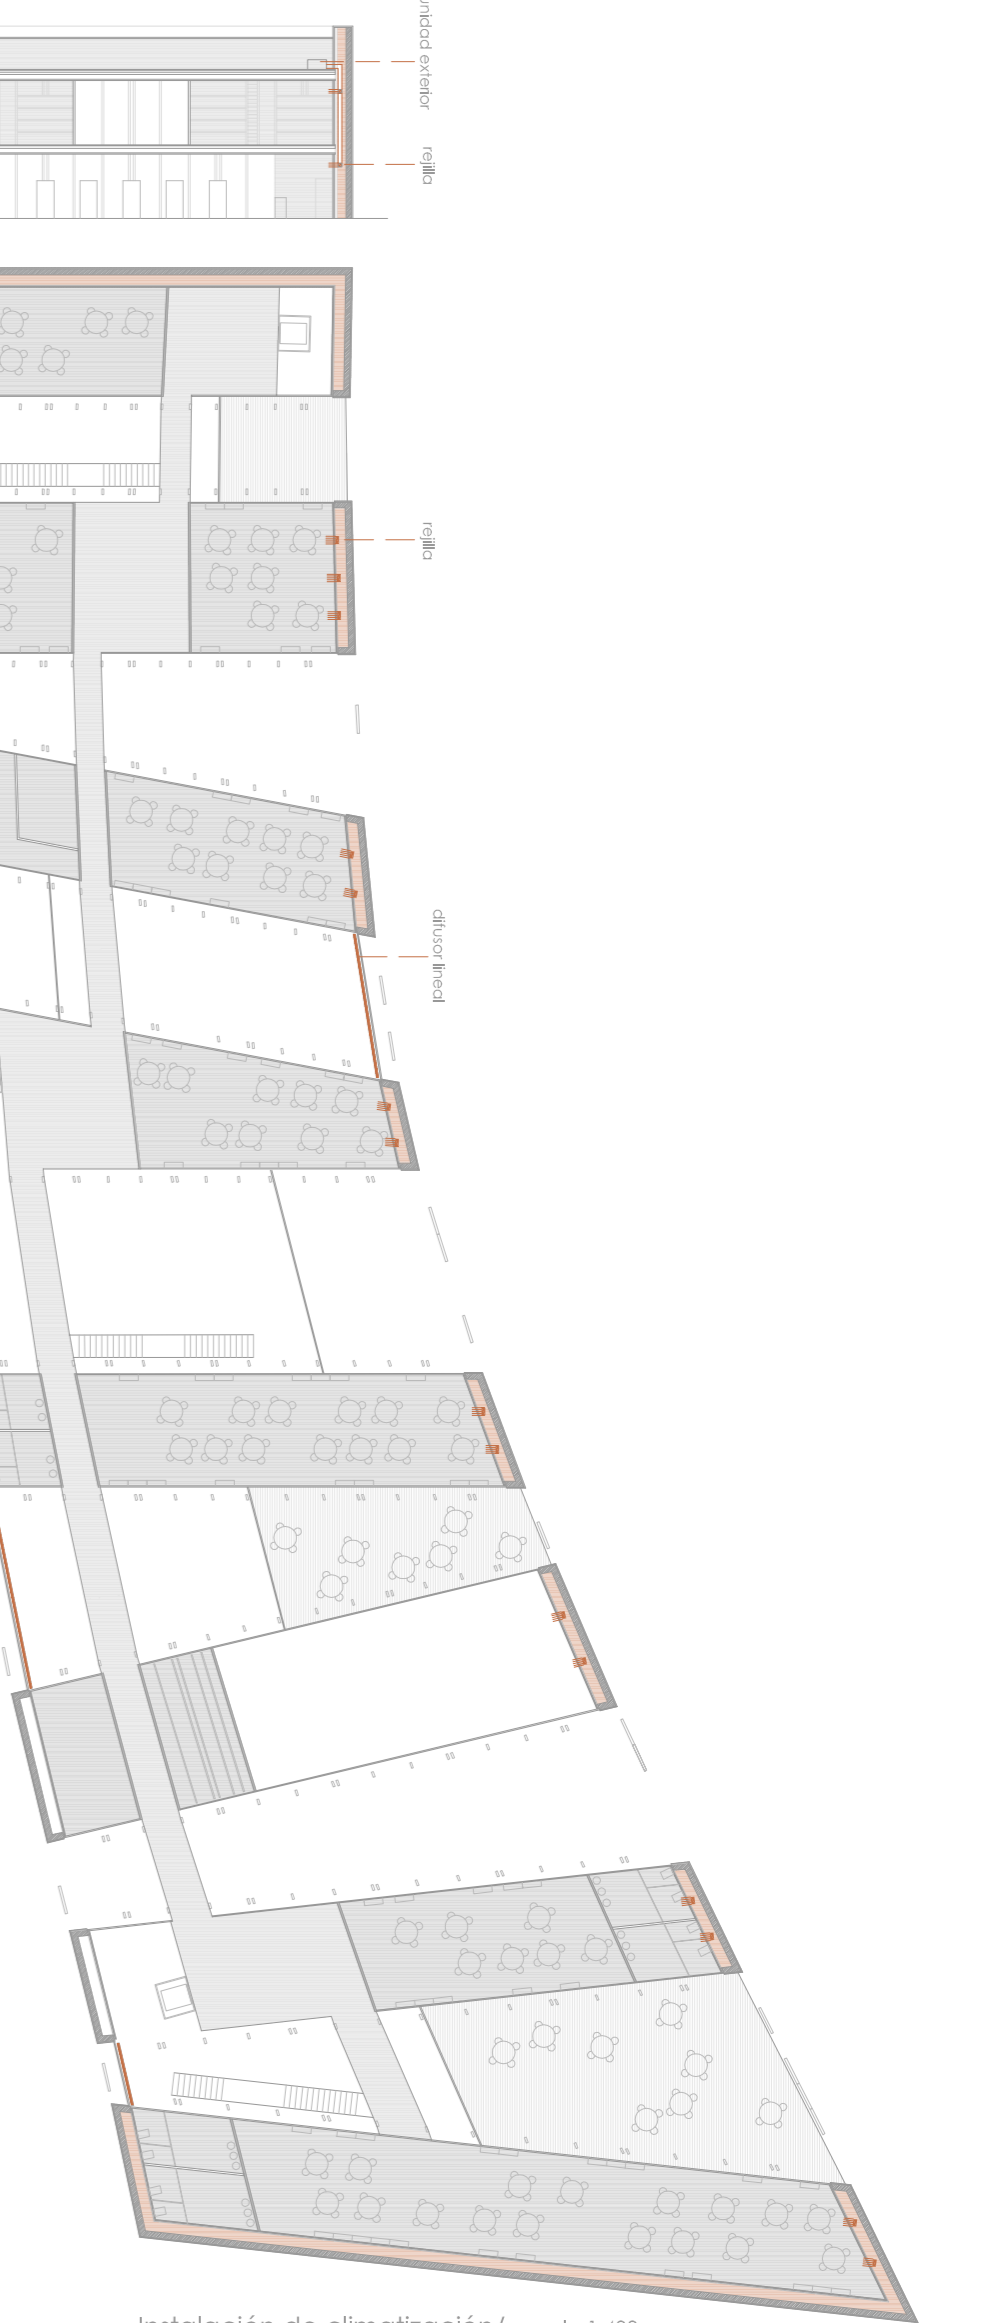 unidad exterior
rejilla
rejilla
difusor lineal
Instalación de climatización/